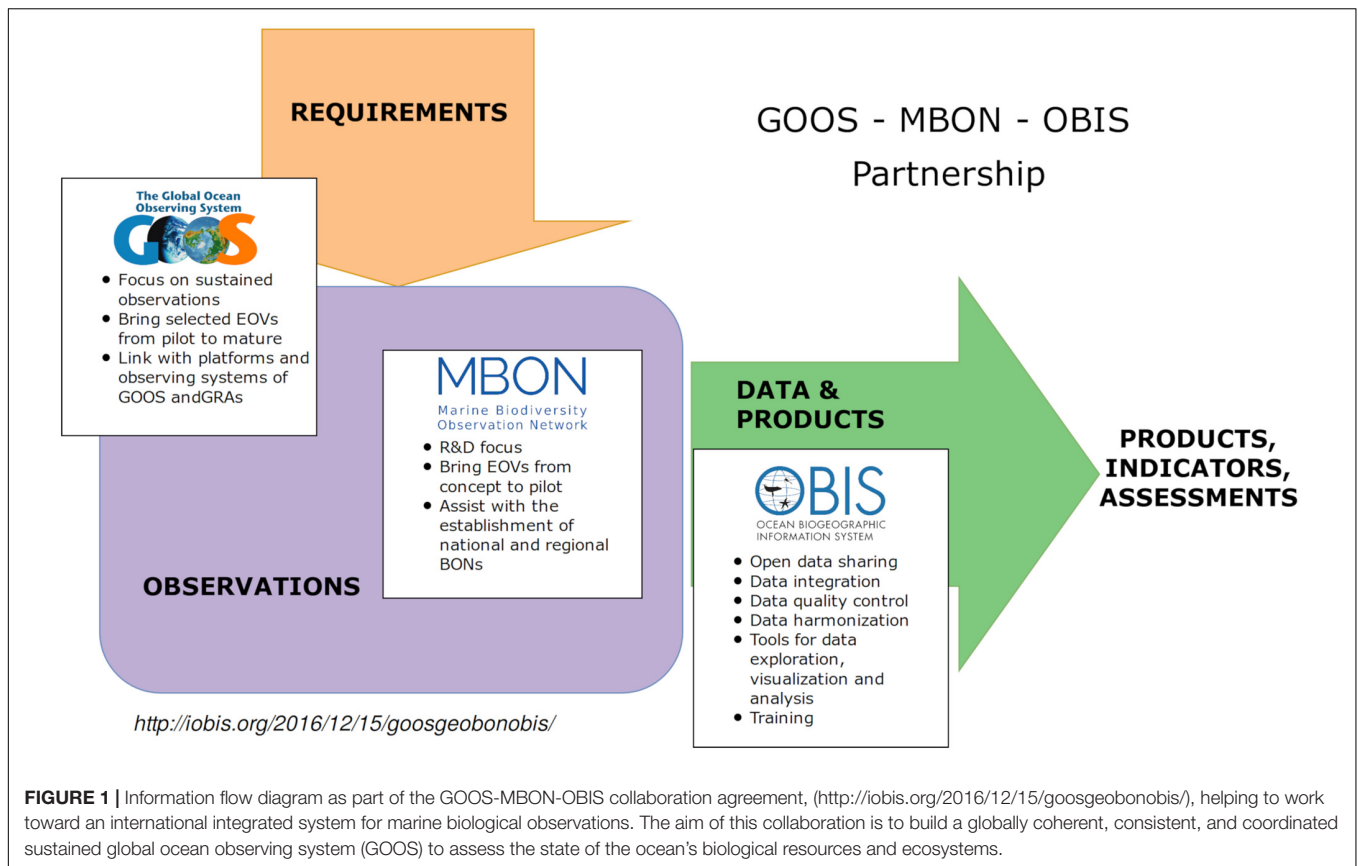 REQUIREMENTS
GOOS - MBON - OBIS
Partnership
The Global Ocean
Observing System
GOOS
• Focus on sustained
observations
• Bring selected EOVs
from pilot to mature
• Link with platforms and
observing systems of
GOOS andGRAs
MBON
Marine Biodiversity
Observation Network
• R&D focus
• Bring EOVs from
concept to pilot
• Assist with the
establishment of
national and regional
BONs
OBSERVATIONS
DATA &
PRODUCTS
OBIS
OCEAN BIOGEOGRAPHIC
INFORMATION SYSTEM
• Open data sharing
• Data integration
• Data quality control
• Data harmonization
• Tools for data
exploration,
visualization and
analysis
• Training
PRODUCTS,
INDICATORS,
ASSESSMENTS
http://iobis.org/2016/12/15/goosgeobonobis/
FIGURE 1 | Information flow diagram as part of the GOOS-MBON-OBIS collaboration agreement, (http://iobis.org/2016/12/15/goosgeobonobis/), helping to work
toward an international integrated system for marine biological observations. The aim of this collaboration is to build a globally coherent, consistent, and coordinated
sustained global ocean observing system (GOOS) to assess the state of the ocean's biological resources and ecosystems.